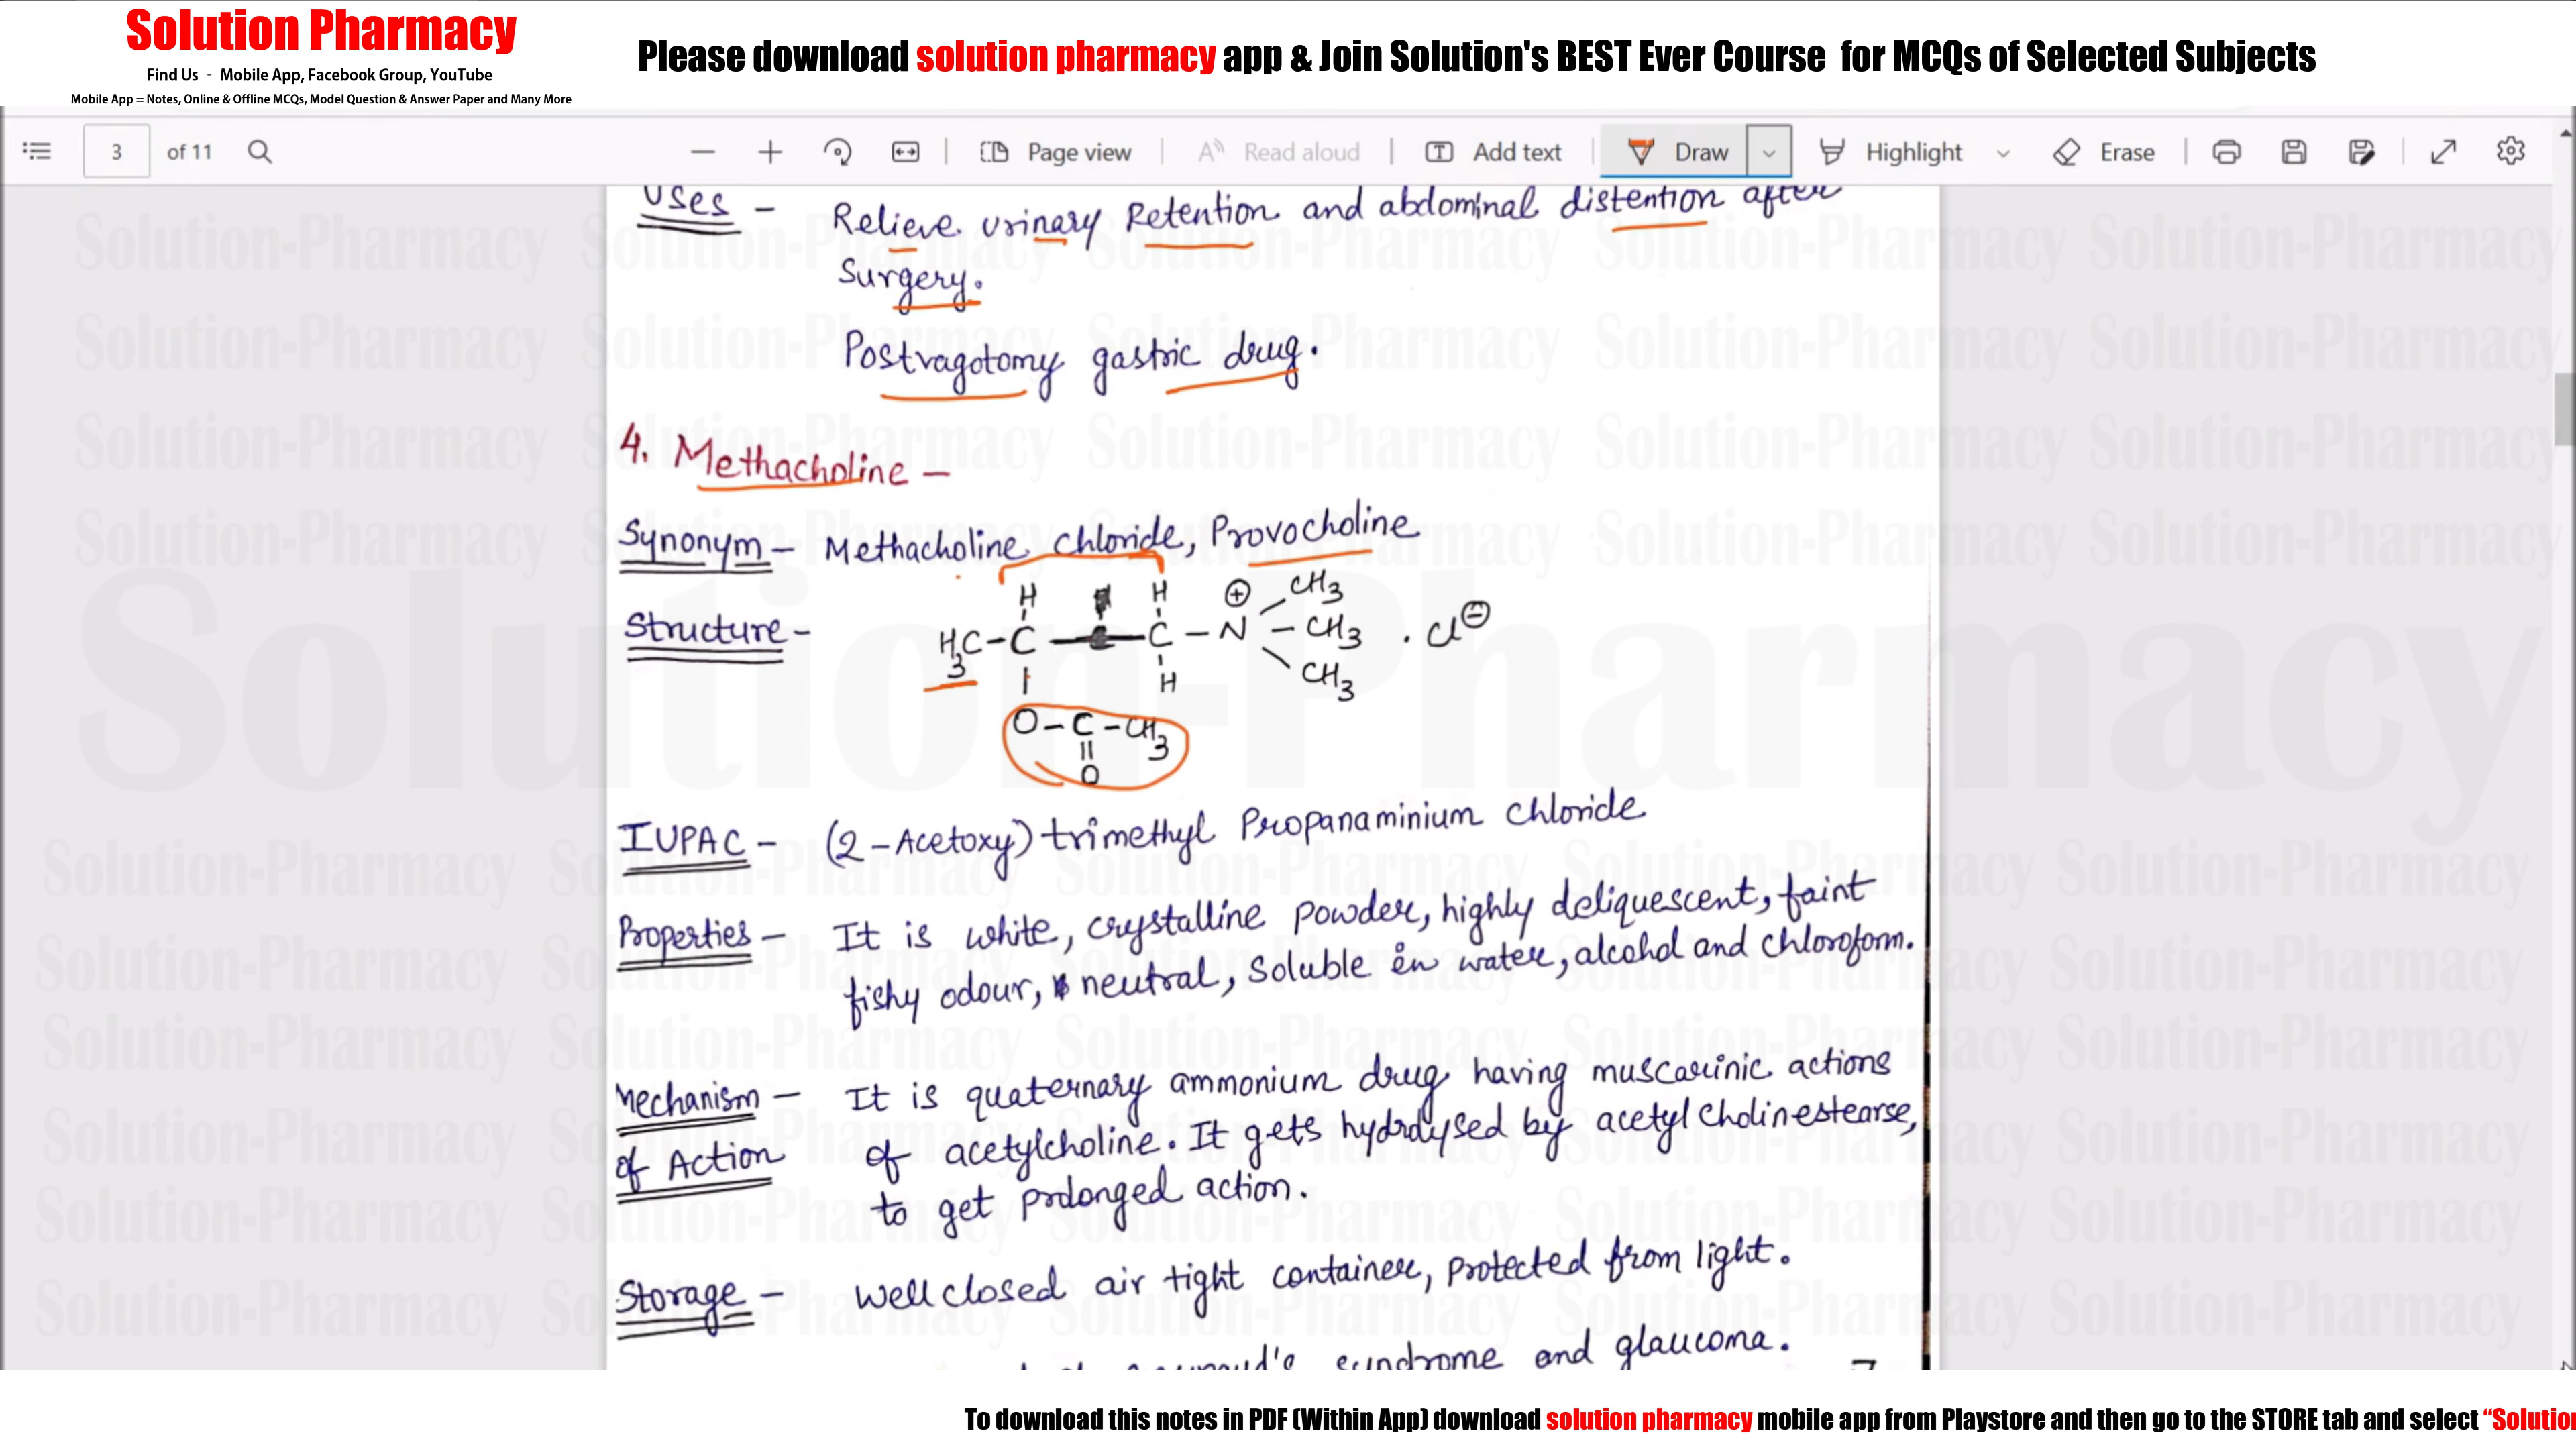 Solution Pharmacy
Find Us - Mobile App, Facebook Group, YouTube
Mobile App = Notes, Online & Offline MCQs, Model Question & Answer Paper and Many More
Please download solution pharmacy app & Join Solution's BEST Ever Course for MCQs of Selected Subjects
3 of 11 Page view Read aloud Add text Draw Highlight Erase
Uses - Relieve urinary Retention and abdominal distention after
Surgery.
Postvagotomy gastric drug.
4. Methacholine -
Synonym - Methacholine chloride, Provocholine
H H ⊕ CH3
Structure - H3C-C C - N - CH3 . Cl⊖
H CH3
O-C-CH3
||
O
IUPAC - (2-Acetoxy) trimethyl Propanaminium chloride
Properties - It is white, crystalline powder, highly deliquescent, faint
fishy odour, neutral, soluble in water, alcohol and chloroform.
Mechanism - It is quaternary ammonium drug having muscarinic actions
of Action of acetylcholine. It gets hydrolysed by acetylcholinestearse,
to get prolonged action.
Storage - well closed air tight container, protected from light.
syndrome and glaucoma.
To download this notes in PDF (Within App) download solution pharmacy mobile app from Playstore and then go to the STORE tab and select “Solutio
Solution-Pharmacy